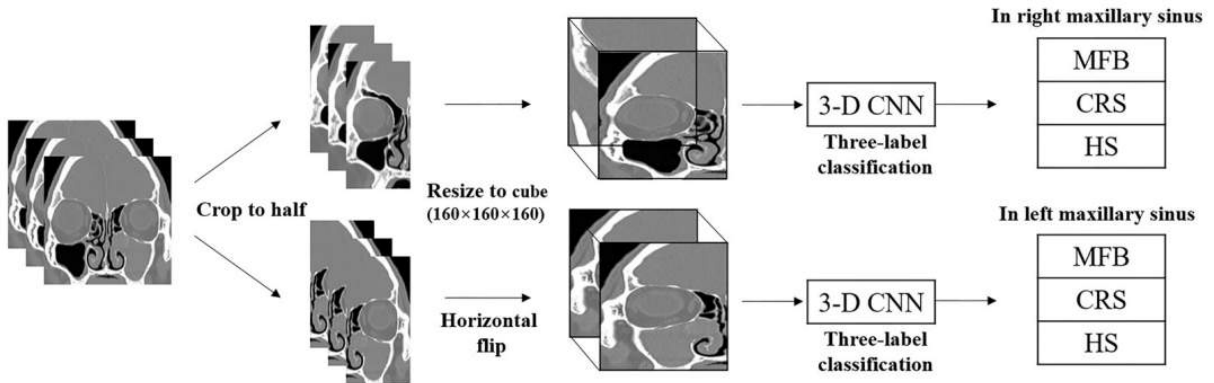 Crop to half
Resize to cube
(160×160×160)
3-D CNN
Three-label
classification
In right maxillary sinus
MFB
CRS
HS
Horizontal
flip
3-D CNN
Three-label
classification
In left maxillary sinus
MFB
CRS
HS